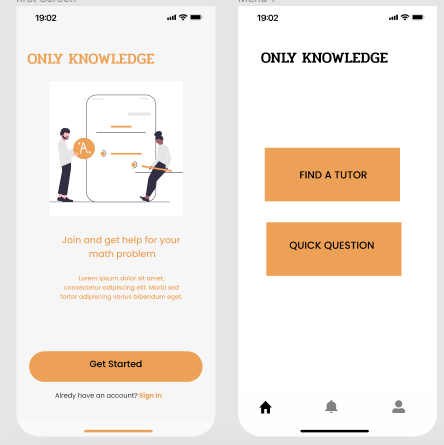 First Screen
Menu 1
19:02
19:02
ONLY KNOWLEDGE
ONLY KNOWLEDGE
A
FIND A TUTOR
QUICK QUESTION
Join and get help for your
math problem
Lorem ipsum dolor sit amet,
consectetur adipiscing elit. Morbi sed
tortor adipiscing varius bibendum eget.
Get Started
Alredy have an account? Sign In